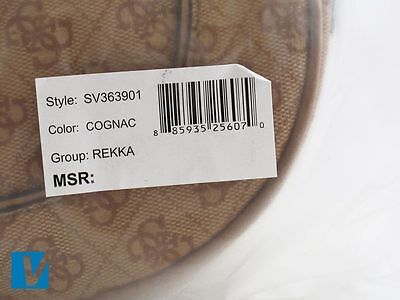 Style: SV363901
Color: COGNAC
8 85935 25607 0
Group: REKKA
MSR:
V